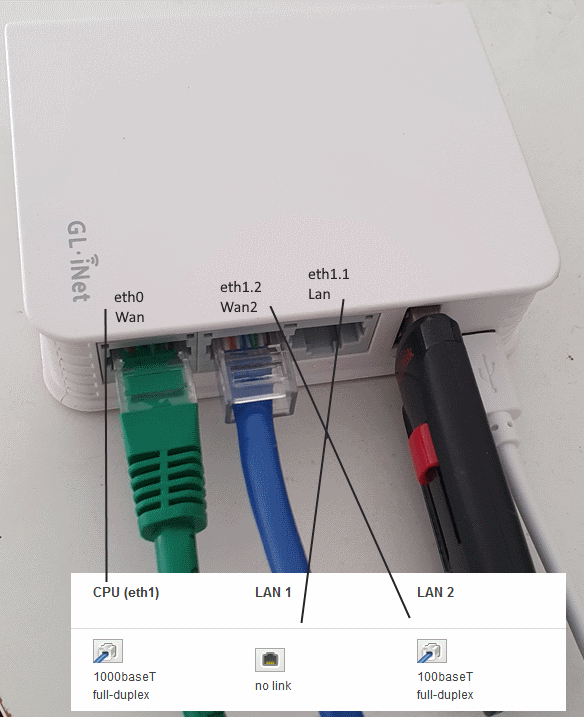 GL·iNet
eth0
Wan
eth1.2
Wan2
eth1.1
Lan
CPU (eth1)
LAN 1
LAN 2
1000baseT
full-duplex
no link
100baseT
full-duplex